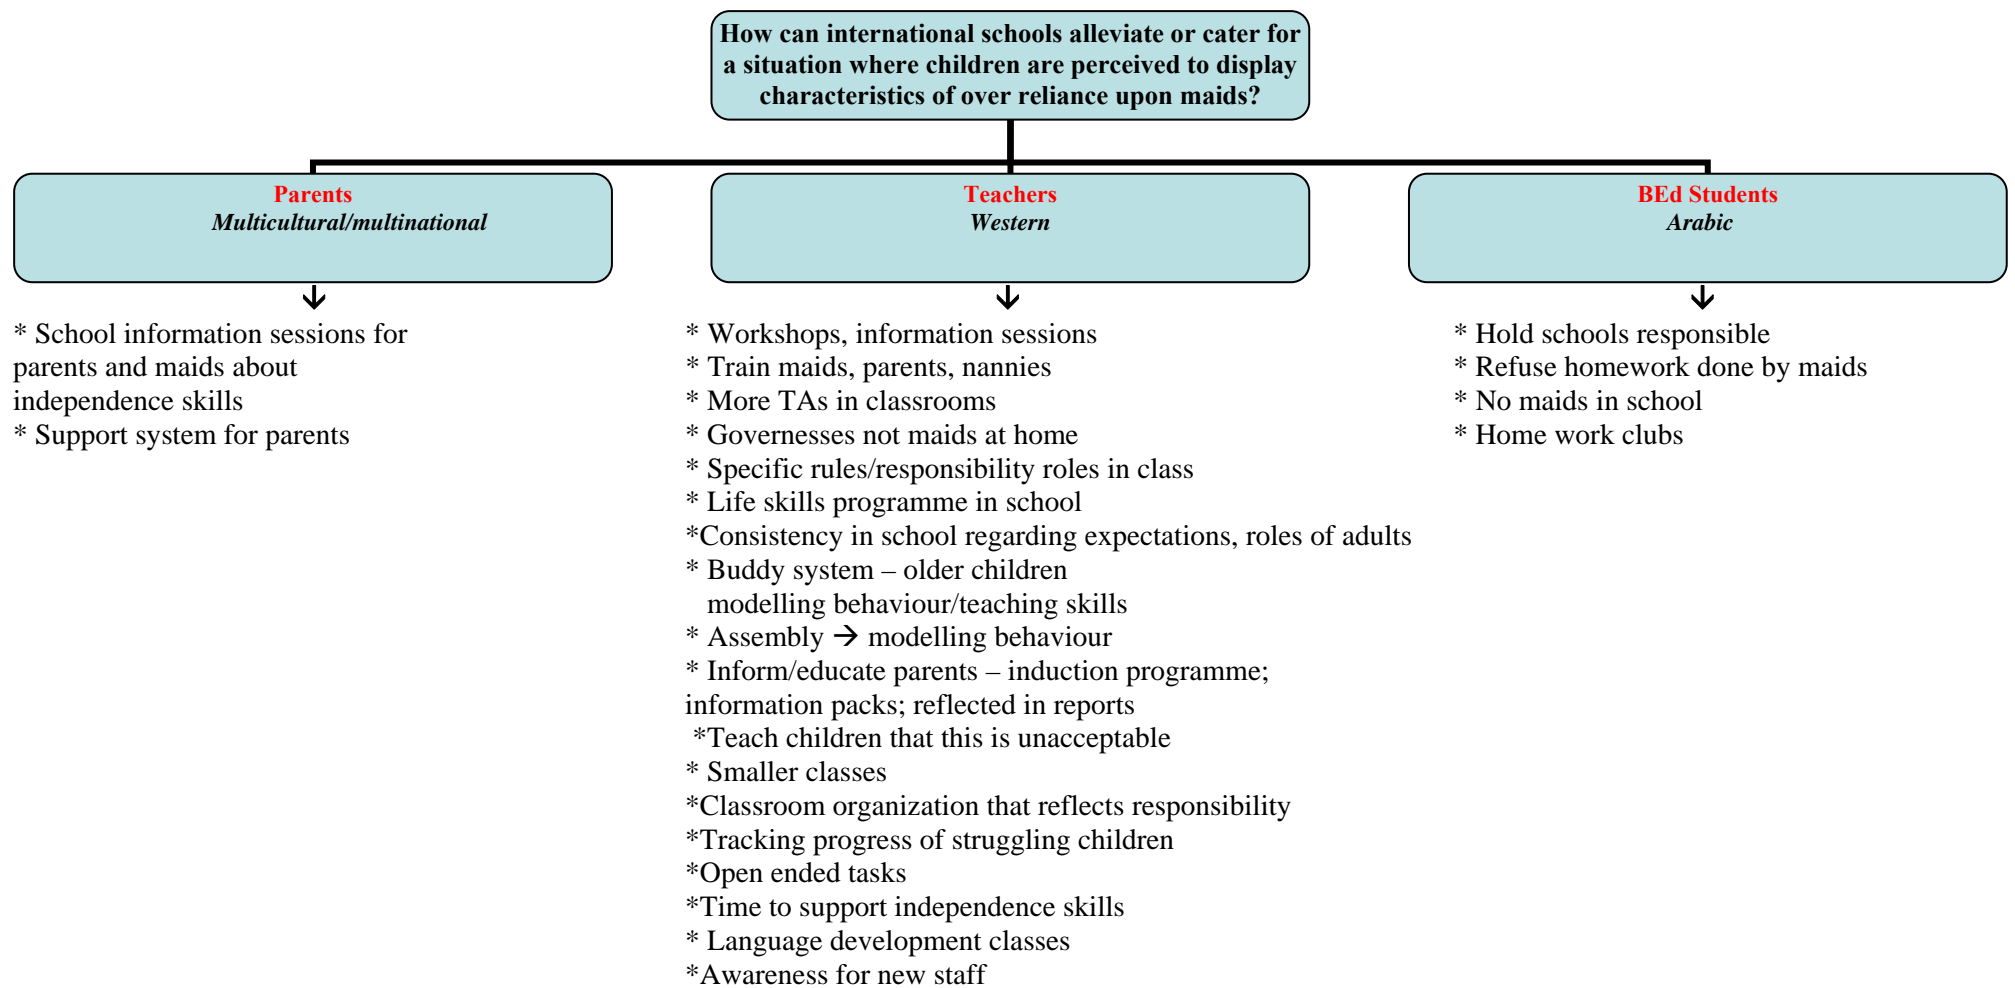 How can international schools alleviate or cater for
a situation where children are perceived to display
characteristics of over reliance upon maids?
Parents
Multicultural/multinational
Teachers
Western
BEd Students
Arabic
* School information sessions for
parents and maids about
independence skills
* Support system for parents
* Workshops, information sessions
* Train maids, parents, nannies
* More TAs in classrooms
* Governesses not maids at home
* Specific rules/responsibility roles in class
* Life skills programme in school
*Consistency in school regarding expectations, roles of adults
* Buddy system – older children
modelling behaviour/teaching skills
* Assembly → modelling behaviour
* Inform/educate parents – induction programme;
information packs; reflected in reports
*Teach children that this is unacceptable
* Smaller classes
*Classroom organization that reflects responsibility
*Tracking progress of struggling children
*Open ended tasks
*Time to support independence skills
* Language development classes
*Awareness for new staff
* Hold schools responsible
* Refuse homework done by maids
* No maids in school
* Home work clubs